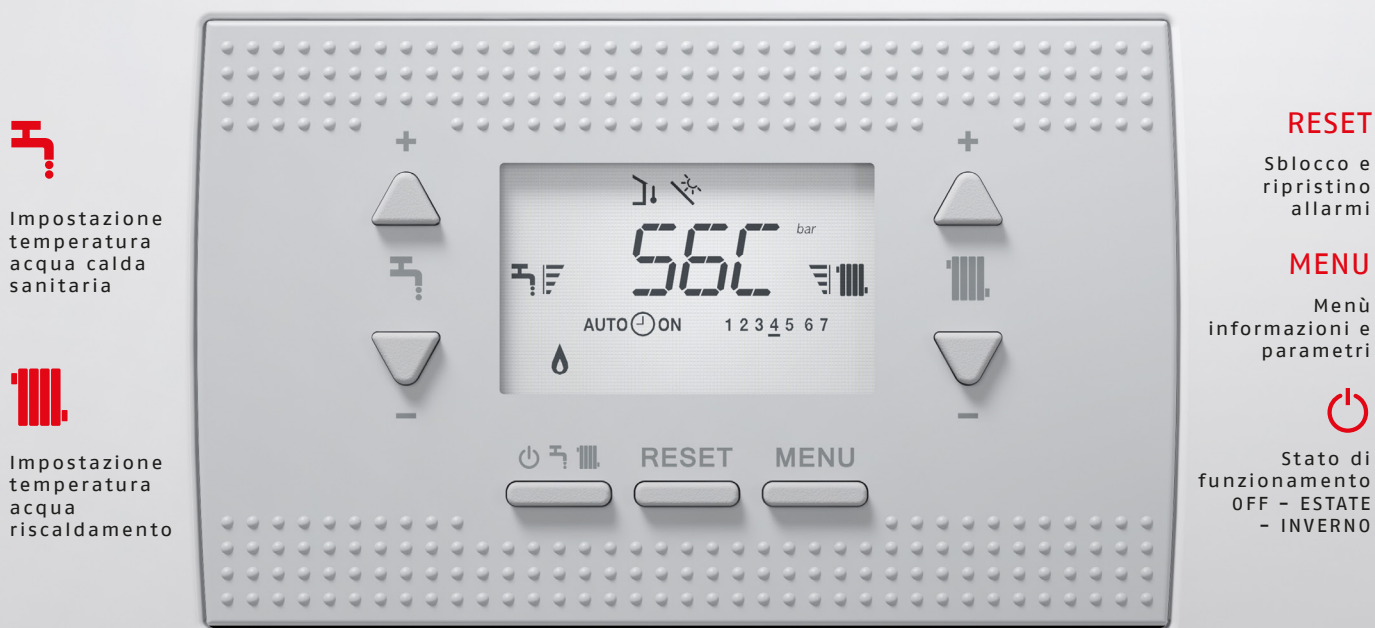 Impostazione
temperatura
acqua calda
sanitaria
Impostazione
temperatura
acqua
riscaldamento
+
+
bar
56C
AUTO ON 1 2 3 4 5 6 7
–
–
RESET MENU
RESET
Sblocco e
ripristino
allarmi
MENU
Menù
informazioni e
parametri
Stato di
funzionamento
OFF – ESTATE
– INVERNO